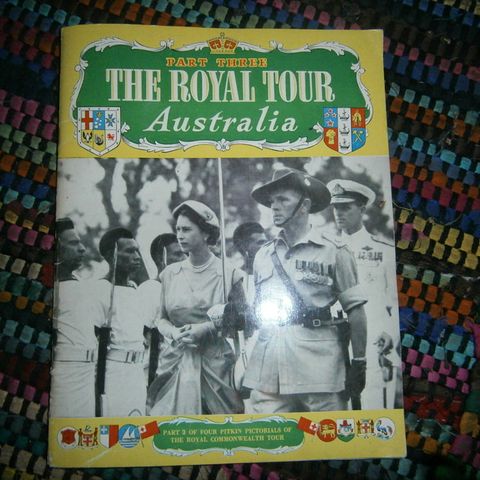 PART THREE
THE ROYAL TOUR
Australia
PART 3 OF FOUR PITKIN PICTORIALS OF
THE ROYAL COMMONWEALTH TOUR